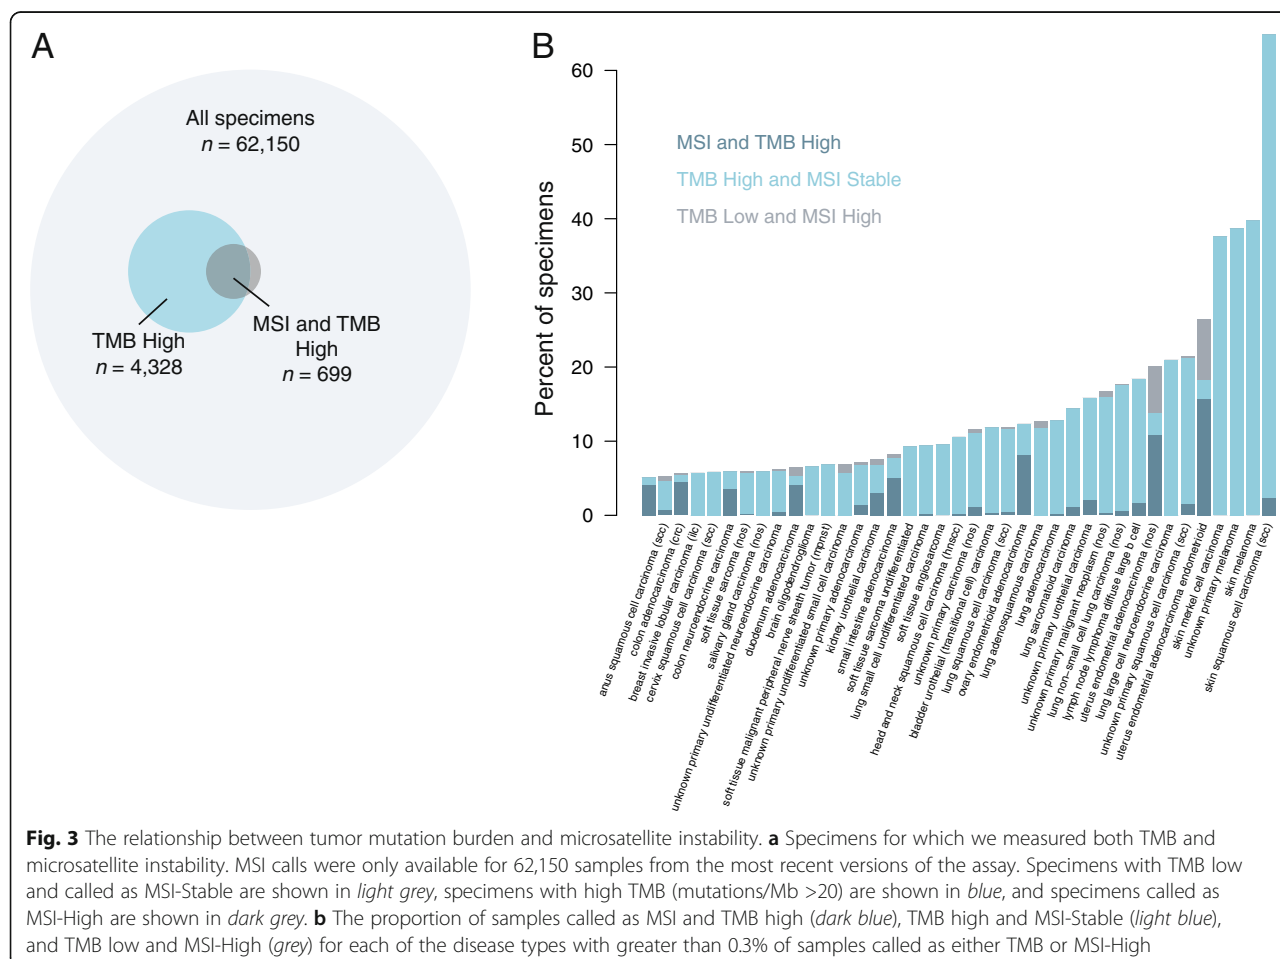 A
All specimens
n = 62,150
TMB High
n = 4,328
MSI and TMB
High
n = 699
B
Percent of specimens
60
50
40
30
20
10
0
MSI and TMB High
TMB High and MSI Stable
TMB Low and MSI High
anus squamous cell carcinoma (scc)
colon adenocarcinoma (crc)
breast invasive lobular carcinoma (ilc)
cervix squamous cell carcinoma (scc)
colon neuroendocrine carcinoma
soft tissue sarcoma (nos)
salivary gland carcinoma (nos)
unknown primary undifferentiated neuroendocrine carcinoma
duodenum adenocarcinoma
brain oligodendroglioma
soft tissue malignant peripheral nerve sheath tumor (mpnst)
unknown primary undifferentiated small cell carcinoma
unknown primary adenocarcinoma
kidney urothelial carcinoma
small intestine adenocarcinoma
soft tissue sarcoma undifferentiated
lung small cell undifferentiated carcinoma
soft tissue angiosarcoma
head and neck squamous cell carcinoma (hnscc)
unknown primary carcinoma (nos)
bladder urothelial (transitional cell) carcinoma
lung squamous cell carcinoma (scc)
ovary endometrioid adenocarcinoma
lung adenosquamous carcinoma
lung adenocarcinoma
lung sarcomatoid carcinoma
unknown primary urothelial carcinoma
unknown primary malignant neoplasm (nos)
lung non−small cell lung carcinoma (nos)
lymph node lymphoma diffuse large b cell
uterus endometrial adenocarcinoma (nos)
lung large cell neuroendocrine carcinoma
unknown primary squamous cell carcinoma (scc)
uterus endometrial adenocarcinoma endometrioid
skin merkel cell carcinoma
unknown primary melanoma
skin melanoma
skin squamous cell carcinoma (scc)
Fig. 3 The relationship between tumor mutation burden and microsatellite instability. a Specimens for which we measured both TMB and
microsatellite instability. MSI calls were only available for 62,150 samples from the most recent versions of the assay. Specimens with TMB low
and called as MSI-Stable are shown in light grey, specimens with high TMB (mutations/Mb >20) are shown in blue, and specimens called as
MSI-High are shown in dark grey. b The proportion of samples called as MSI and TMB high (dark blue), TMB high and MSI-Stable (light blue),
and TMB low and MSI-High (grey) for each of the disease types with greater than 0.3% of samples called as either TMB or MSI-High